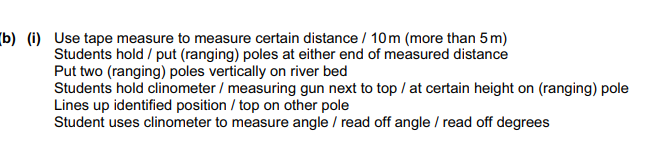 (b) (i) Use tape measure to measure certain distance / 10 m (more than 5 m)
Students hold / put (ranging) poles at either end of measured distance
Put two (ranging) poles vertically on river bed
Students hold clinometer / measuring gun next to top / at certain height on (ranging) pole
Lines up identified position / top on other pole
Student uses clinometer to measure angle / read off angle / read off degrees